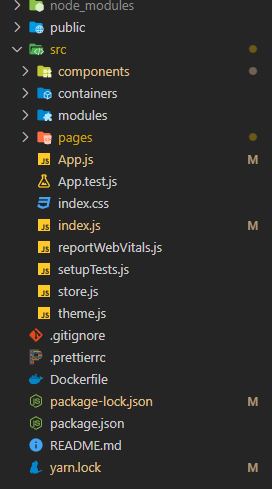 node_modules
public
src
components
containers
modules
pages
App.js M
App.test.js
index.css
index.js M
reportWebVitals.js
setupTests.js
store.js
theme.js
.gitignore
.prettierrc
Dockerfile
package-lock.json M
package.json
README.md
yarn.lock M